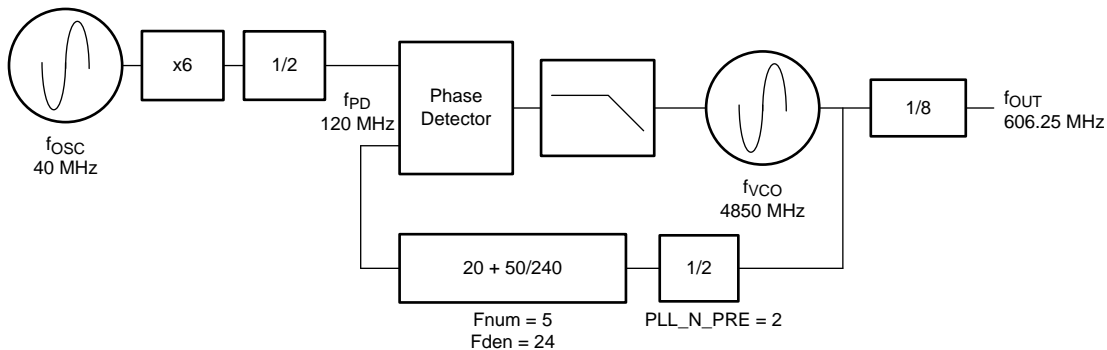 x6
1/2
fOSC
40 MHz
fPD
120 MHz
Phase
Detector
fVCO
4850 MHz
1/8
fOUT
606.25 MHz
20 + 50/240
Fnum = 5
Fden = 24
1/2
PLL_N_PRE = 2